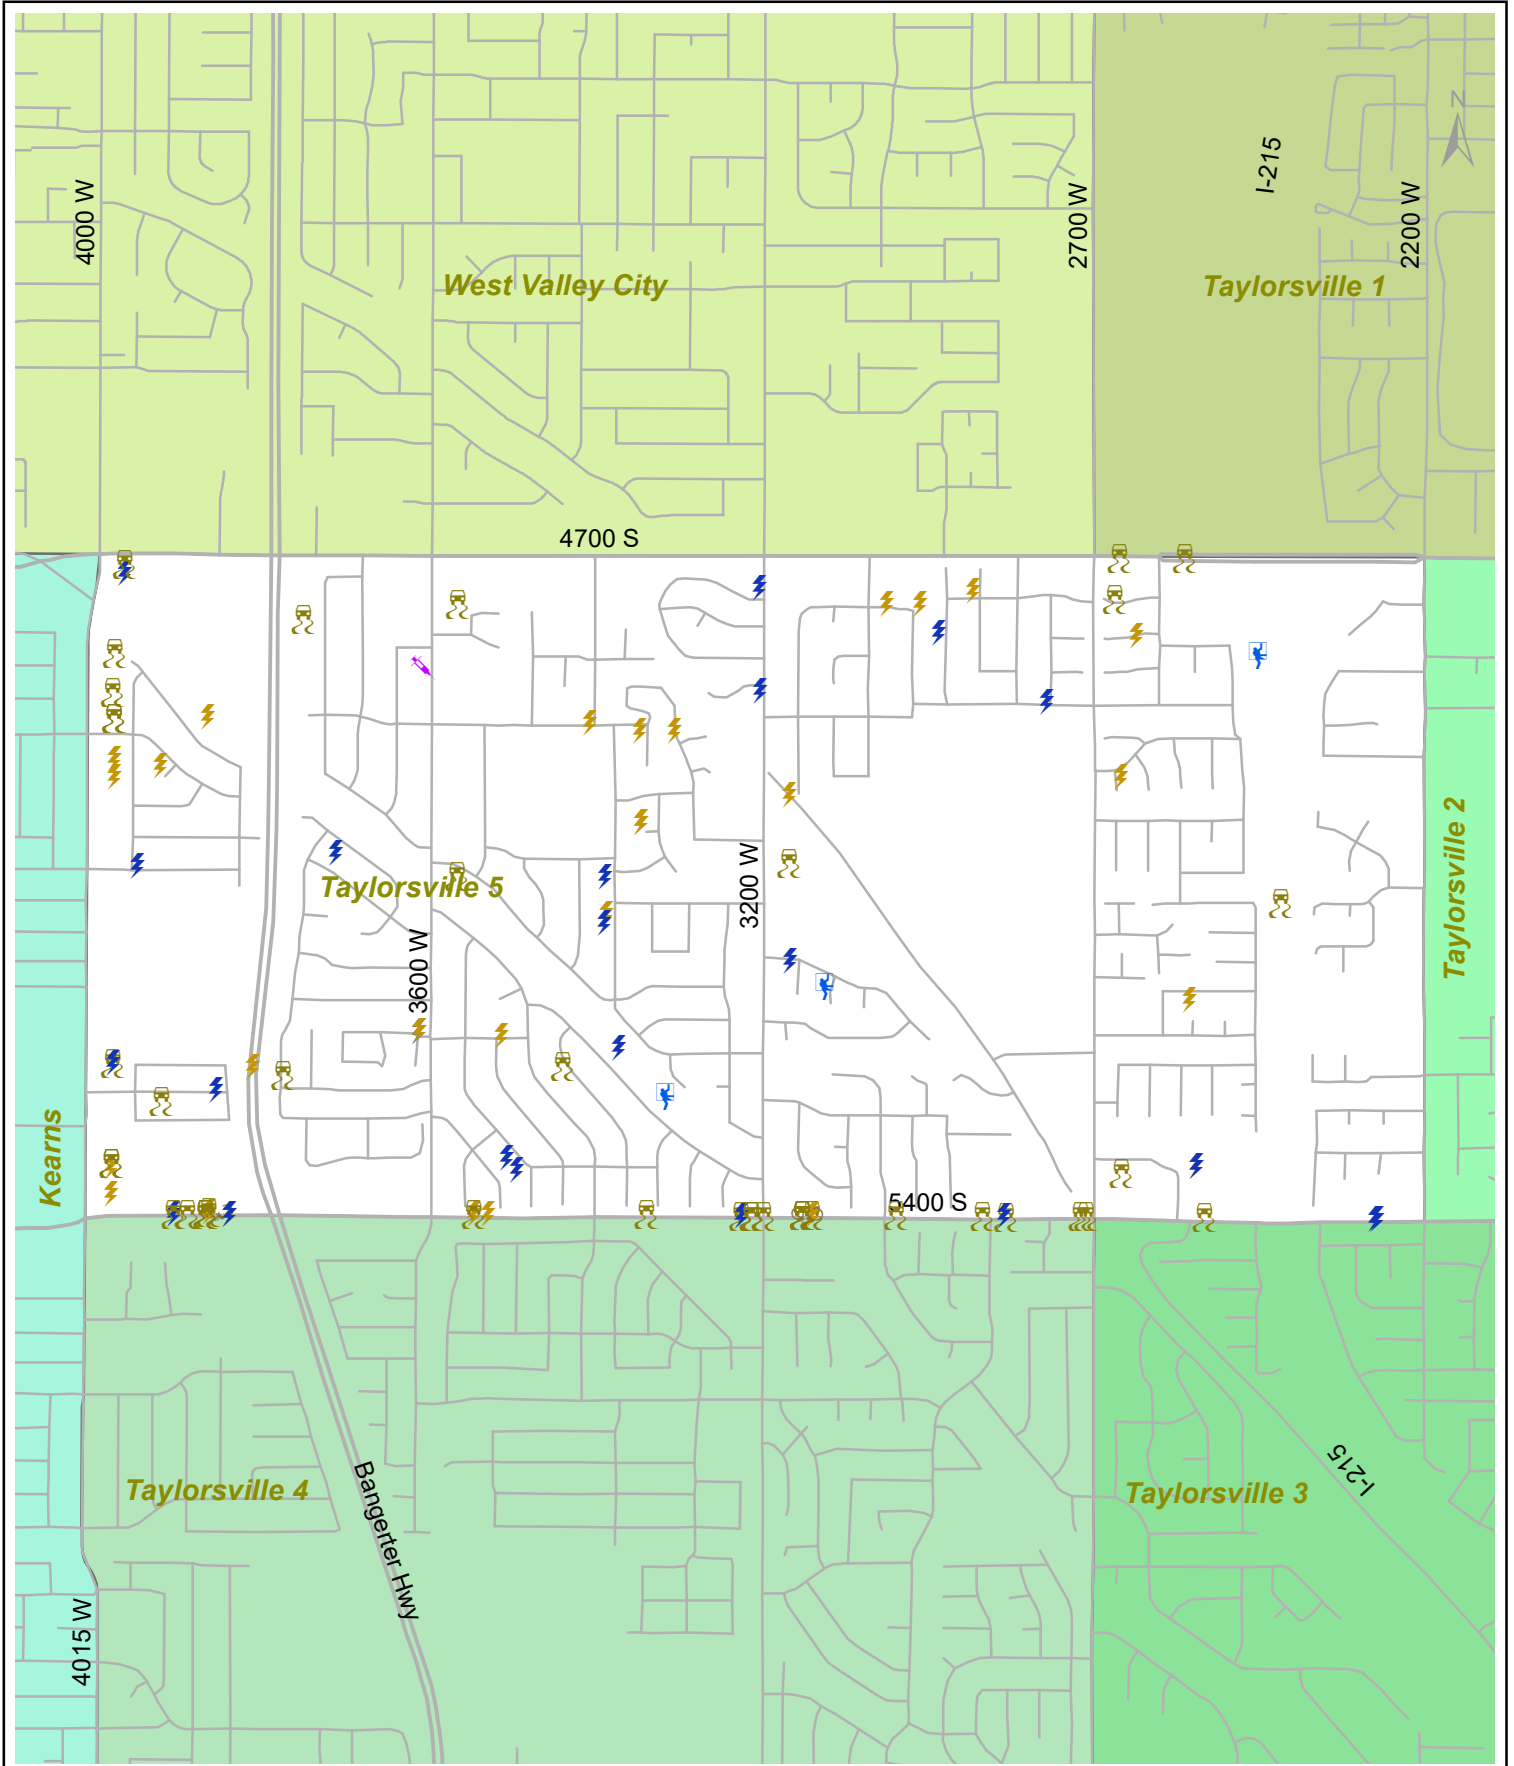 N
I-215
4000 W
2700 W
2200 W
West Valley City
Taylorsville 1
4700 S
Taylorsville 2
3200 W
Taylorsville 5
3600 W
Kearns
5400 S
I-215
Taylorsville 4
Taylorsville 3
Bangerter Hwy
4015 W